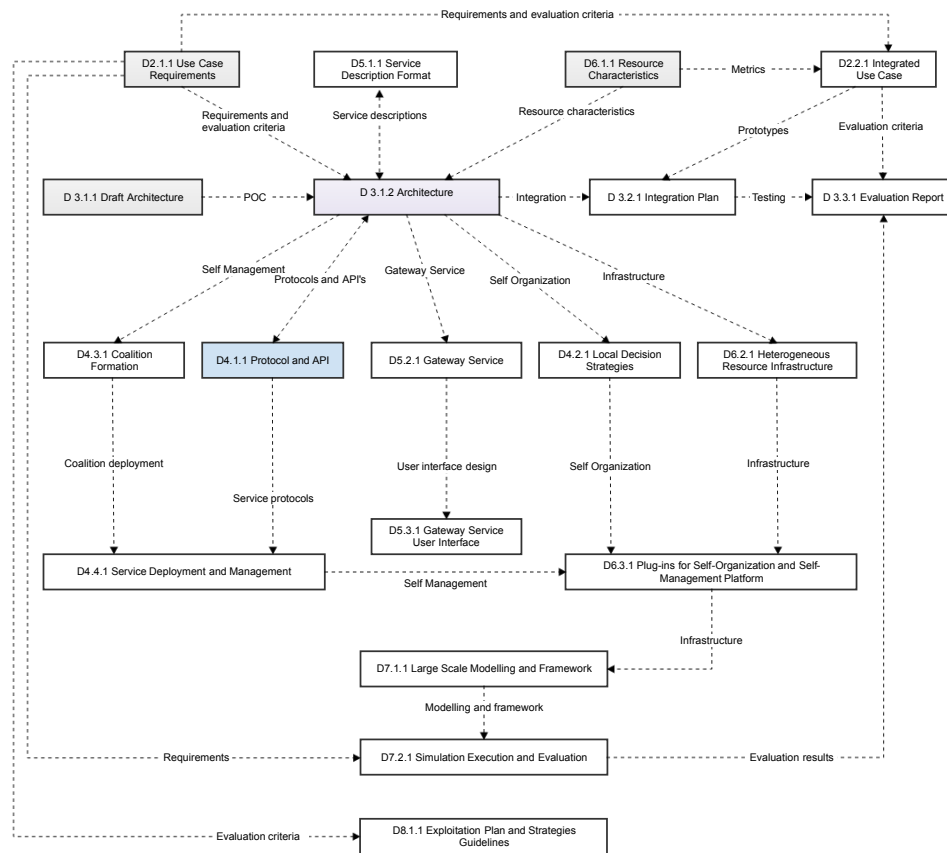 Requirements and evaluation criteria
D2.1.1 Use Case
Requirements
D5.1.1 Service
Description Format
D6.1.1 Resource
Characteristics
Metrics
D2.2.1 Integrated
Use Case
Requirements and
evaluation criteria
Service descriptions
Resource characteristics
Prototypes
Evaluation criteria
D 3.1.1 Draft Architecture
POC
D 3.1.2 Architecture
Integration
D 3.2.1 Integration Plan
Testing
D 3.3.1 Evaluation Report
Self Management
Protocols and API's
Gateway Service
Self Organization
Infrastructure
D4.3.1 Coalition
Formation
D4.1.1 Protocol and API
D5.2.1 Gateway Service
D4.2.1 Local Decision
Strategies
D6.2.1 Heterogeneous
Resource Infrastructure
Coalition deployment
Service protocols
User interface design
Self Organization
Infrastructure
D5.3.1 Gateway Service
User Interface
D4.4.1 Service Deployment and Management
Self Management
D6.3.1 Plug-ins for Self-Organization and Self-
Management Platform
Infrastructure
D7.1.1 Large Scale Modelling and Framework
Modelling and framework
Requirements
D7.2.1 Simulation Execution and Evaluation
Evaluation results
Evaluation criteria
D8.1.1 Exploitation Plan and Strategies
Guidelines